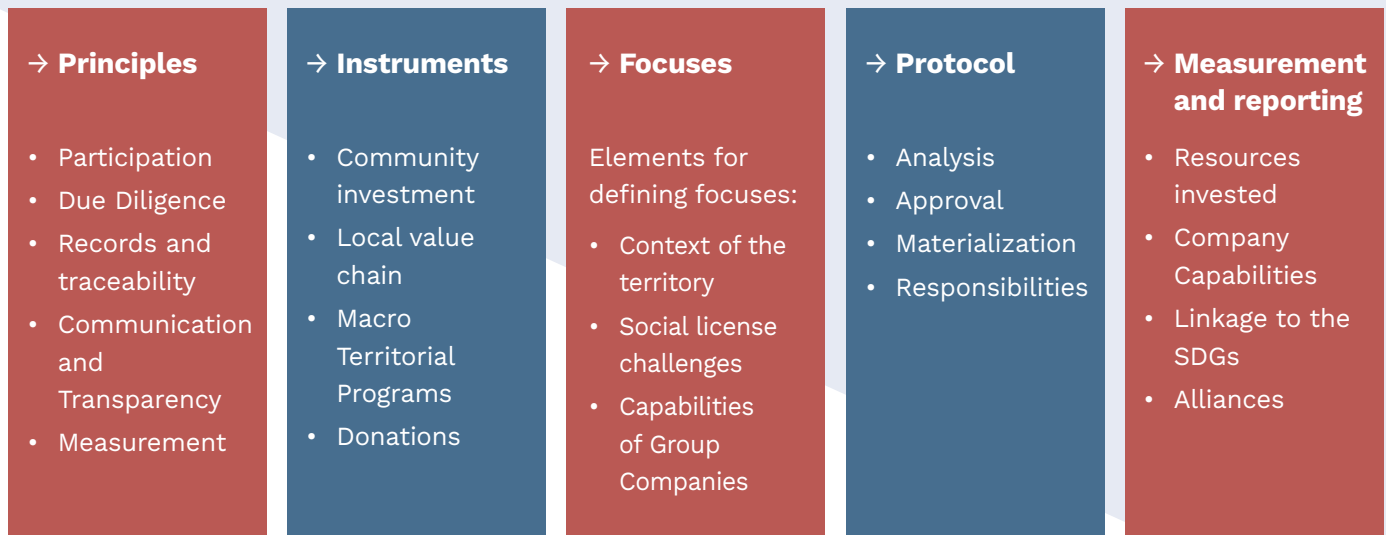 → Principles
• Participation
• Due Diligence
• Records and
traceability
• Communication
and
Transparency
• Measurement
→ Instruments
• Community
investment
• Local value
chain
• Macro
Territorial
Programs
• Donations
→ Focuses
Elements for
defining focuses:
• Context of the
territory
• Social license
challenges
• Capabilities
of Group
Companies
→ Protocol
• Analysis
• Approval
• Materialization
• Responsibilities
→ Measurement
and reporting
• Resources
invested
• Company
Capabilities
• Linkage to the
SDGs
• Alliances